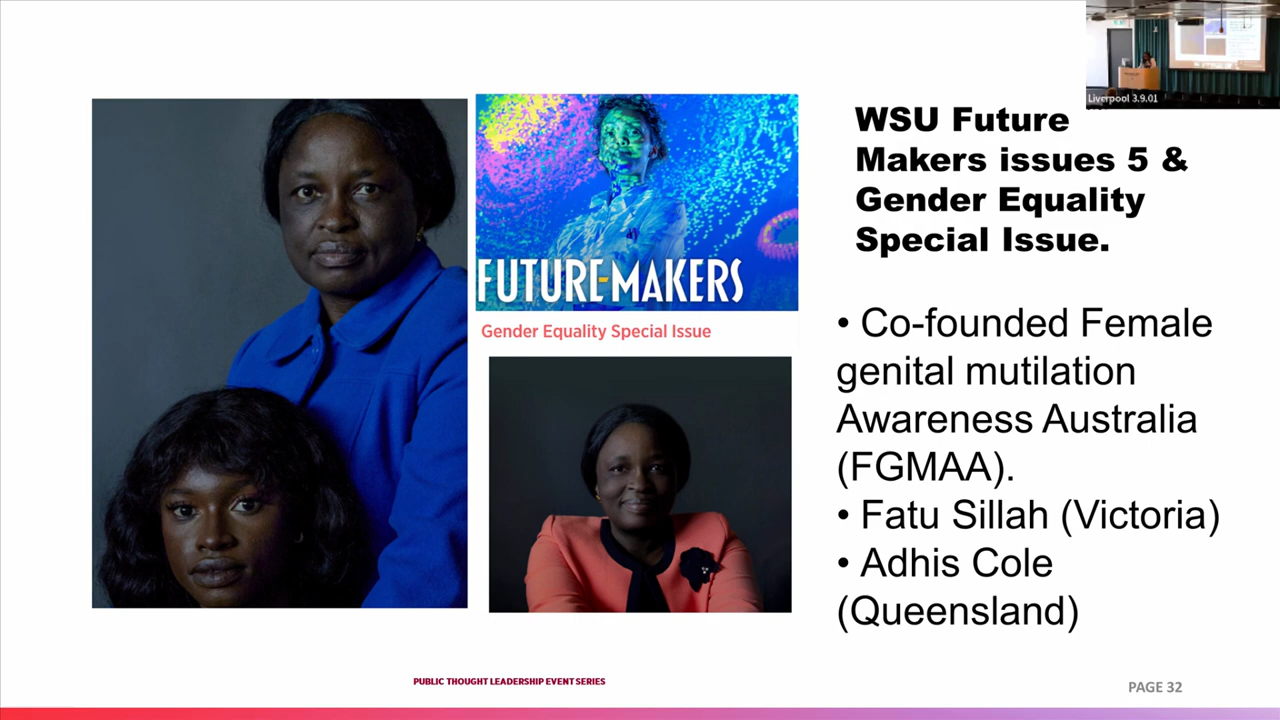 Liverpool 3.9.01
WSU Future
Makers issues 5 &
Gender Equality
Special Issue.
FUTURE-MAKERS
Gender Equality Special Issue
• Co-founded Female
genital mutilation
Awareness Australia
(FGMAA).
• Fatu Sillah (Victoria)
• Adhis Cole
(Queensland)
PUBLIC THOUGHT LEADERSHIP EVENT SERIES
PAGE 32